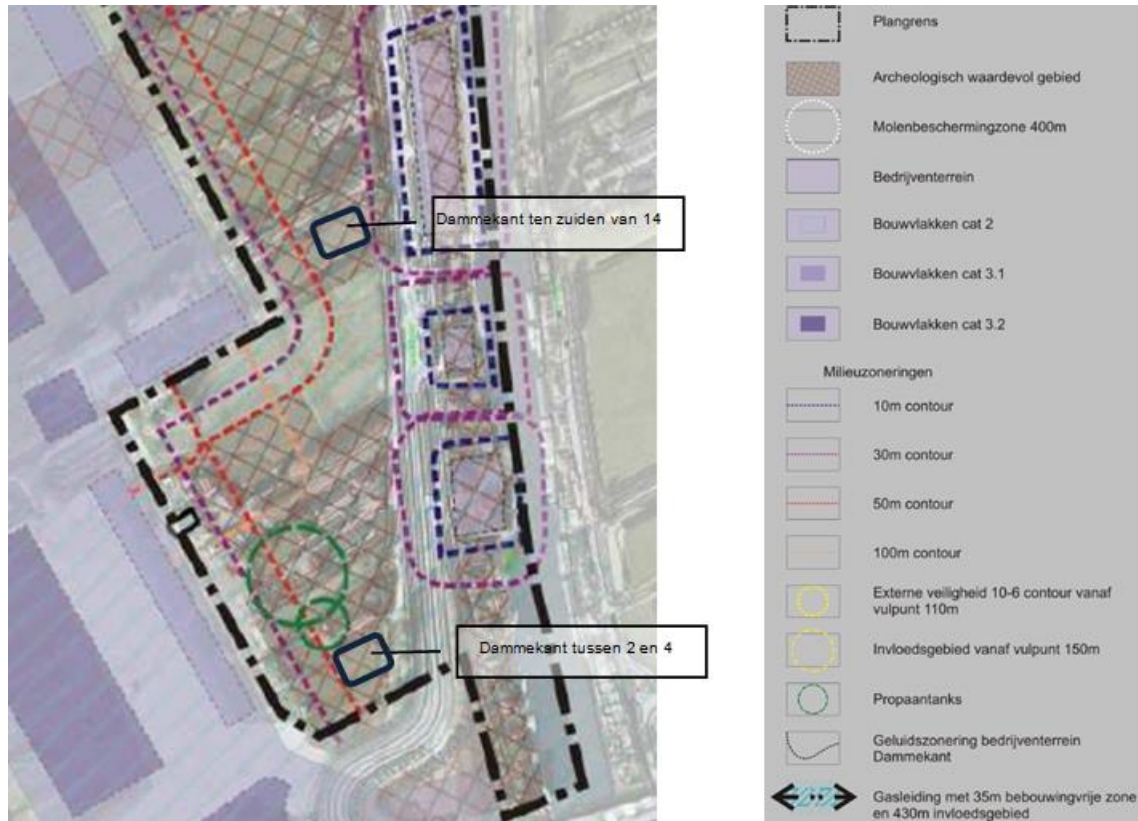 Dammekant ten zuiden van 14
Dammekant tussen 2 en 4
Plangrens
Archeologisch waardevol gebied
Molenbeschermingzone 400m
Bedrijventerrein
Bouwvlakken cat 2
Bouwvlakken cat 3.1
Bouwvlakken cat 3.2
Milieuzoneringen
10m contour
30m contour
50m contour
100m contour
Externe veiligheid 10-6 contour vanaf
vulpunt 110m
Invloedsgebied vanaf vulpunt 150m
Propaantanks
Geluidszonering bedrijventerrein
Dammekant
Gasleiding met 35m bebouwingvrije zone
en 430m invloedsgebied